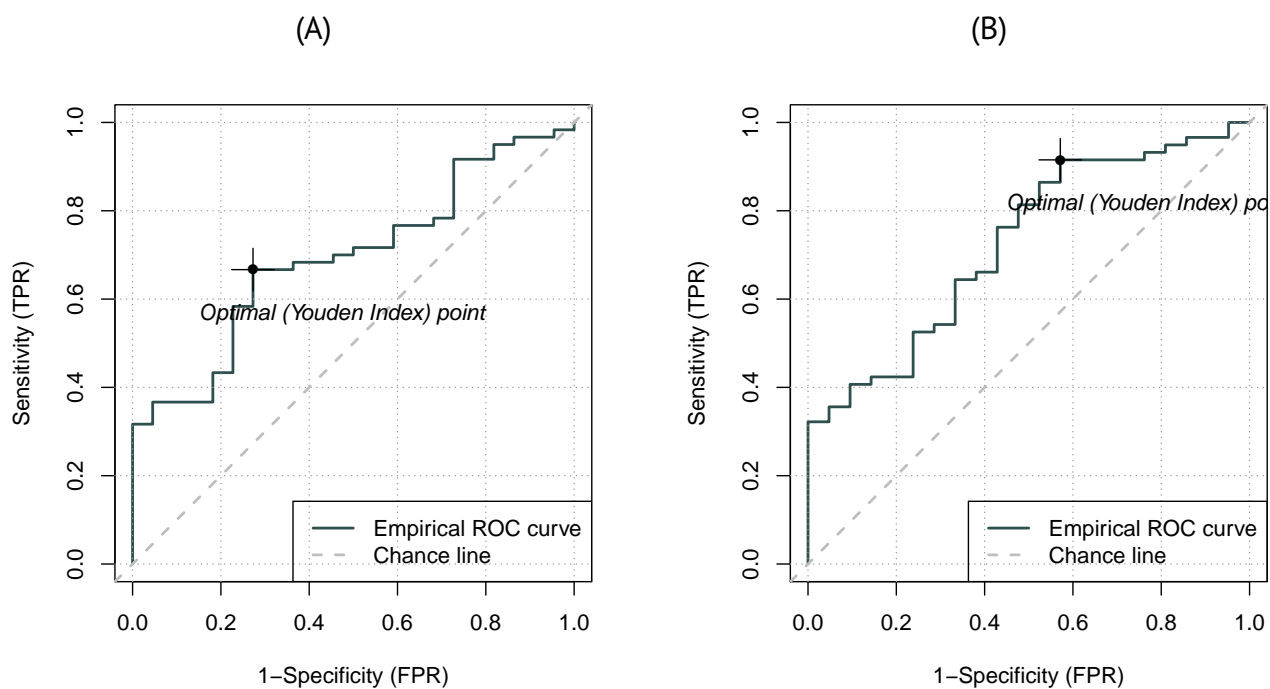 (A)
Sensitivity (TPR)
1.0
0.8
0.6
0.4
0.2
0.0
Optimal (Youden Index) point
Empirical ROC curve
Chance line
0.0 0.2 0.4 0.6 0.8 1.0
1−Specificity (FPR)
(B)
Sensitivity (TPR)
1.0
0.8
0.6
0.4
0.2
0.0
Optimal (Youden Index) po
Empirical ROC curve
Chance line
0.0 0.2 0.4 0.6 0.8 1.0
1−Specificity (FPR)